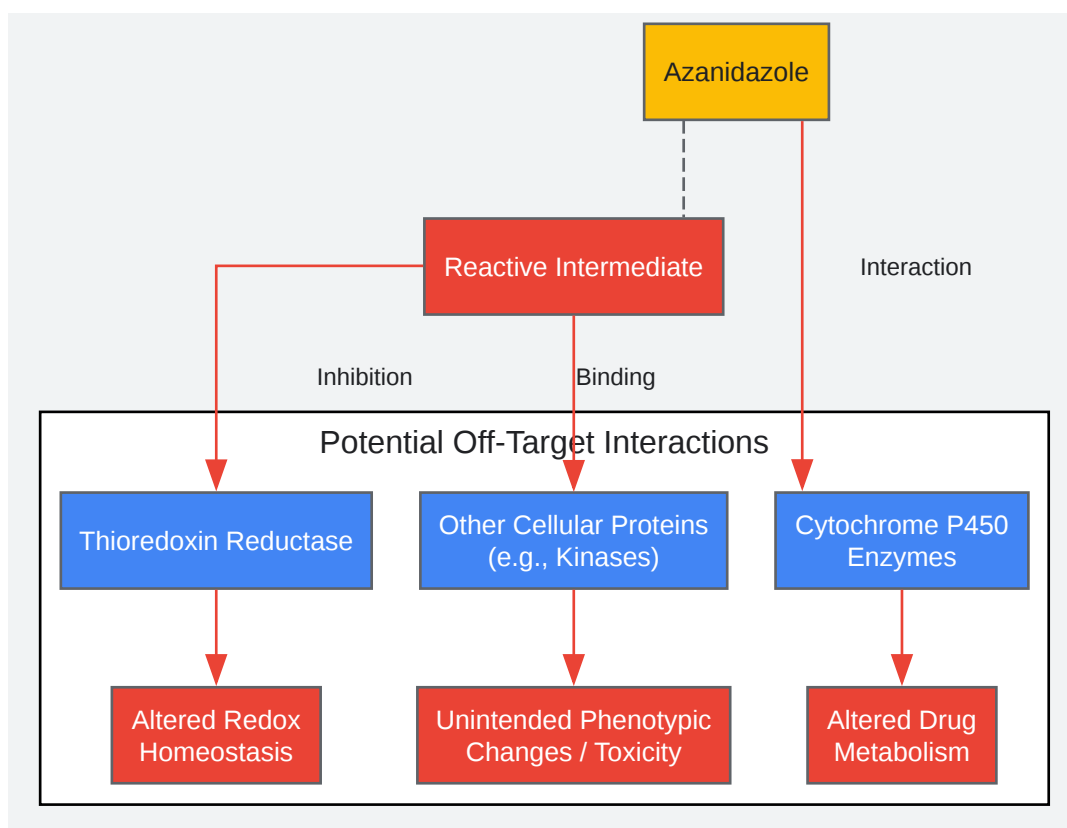 Azanidazole
Reactive Intermediate
Interaction
Inhibition
Binding
Potential Off-Target Interactions
Thioredoxin Reductase
Other Cellular Proteins
(e.g., Kinases)
Cytochrome P450
Enzymes
Altered Redox
Homeostasis
Unintended Phenotypic
Changes / Toxicity
Altered Drug
Metabolism